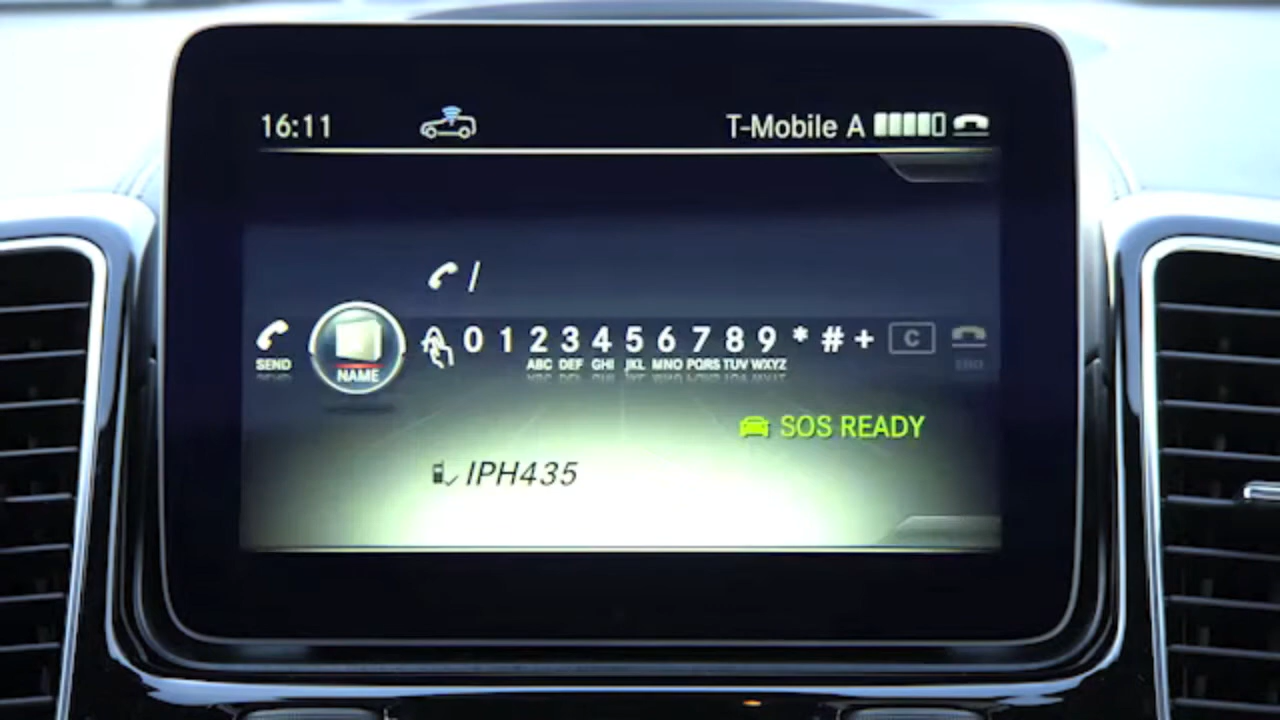 16:11 T-Mobile A
/
0 1 2 3 4 5 6 7 8 9 * # + C
SEND NAME ABC DEF GHI JKL MNO PQRS TUV WXYZ END
SOS READY
IPH435